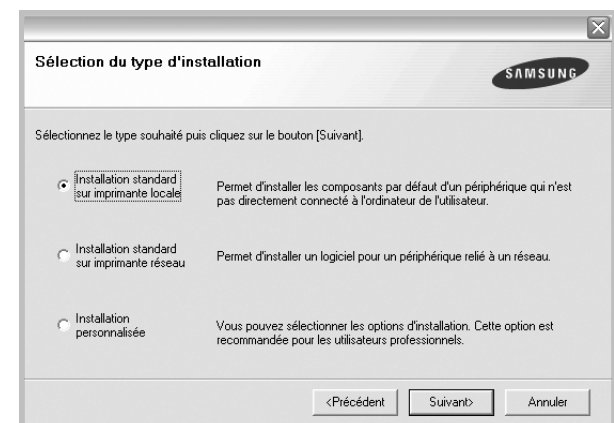 Sélection du type d'installation
SAMSUNG
Sélectionnez le type souhaité puis cliquez sur le bouton [Suivant].
Installation standard
sur imprimante locale
Permet d'installer les composants par défaut d'un périphérique qui n'est
pas directement connecté à l'ordinateur de l'utilisateur.
Installation standard
sur imprimante réseau
Permet d'installer un logiciel pour un périphérique relié à un réseau.
Installation
personnalisée
Vous pouvez sélectionner les options d'installation. Cette option est
recommandée pour les utilisateurs professionnels.
<Précédent
Suivant>
Annuler